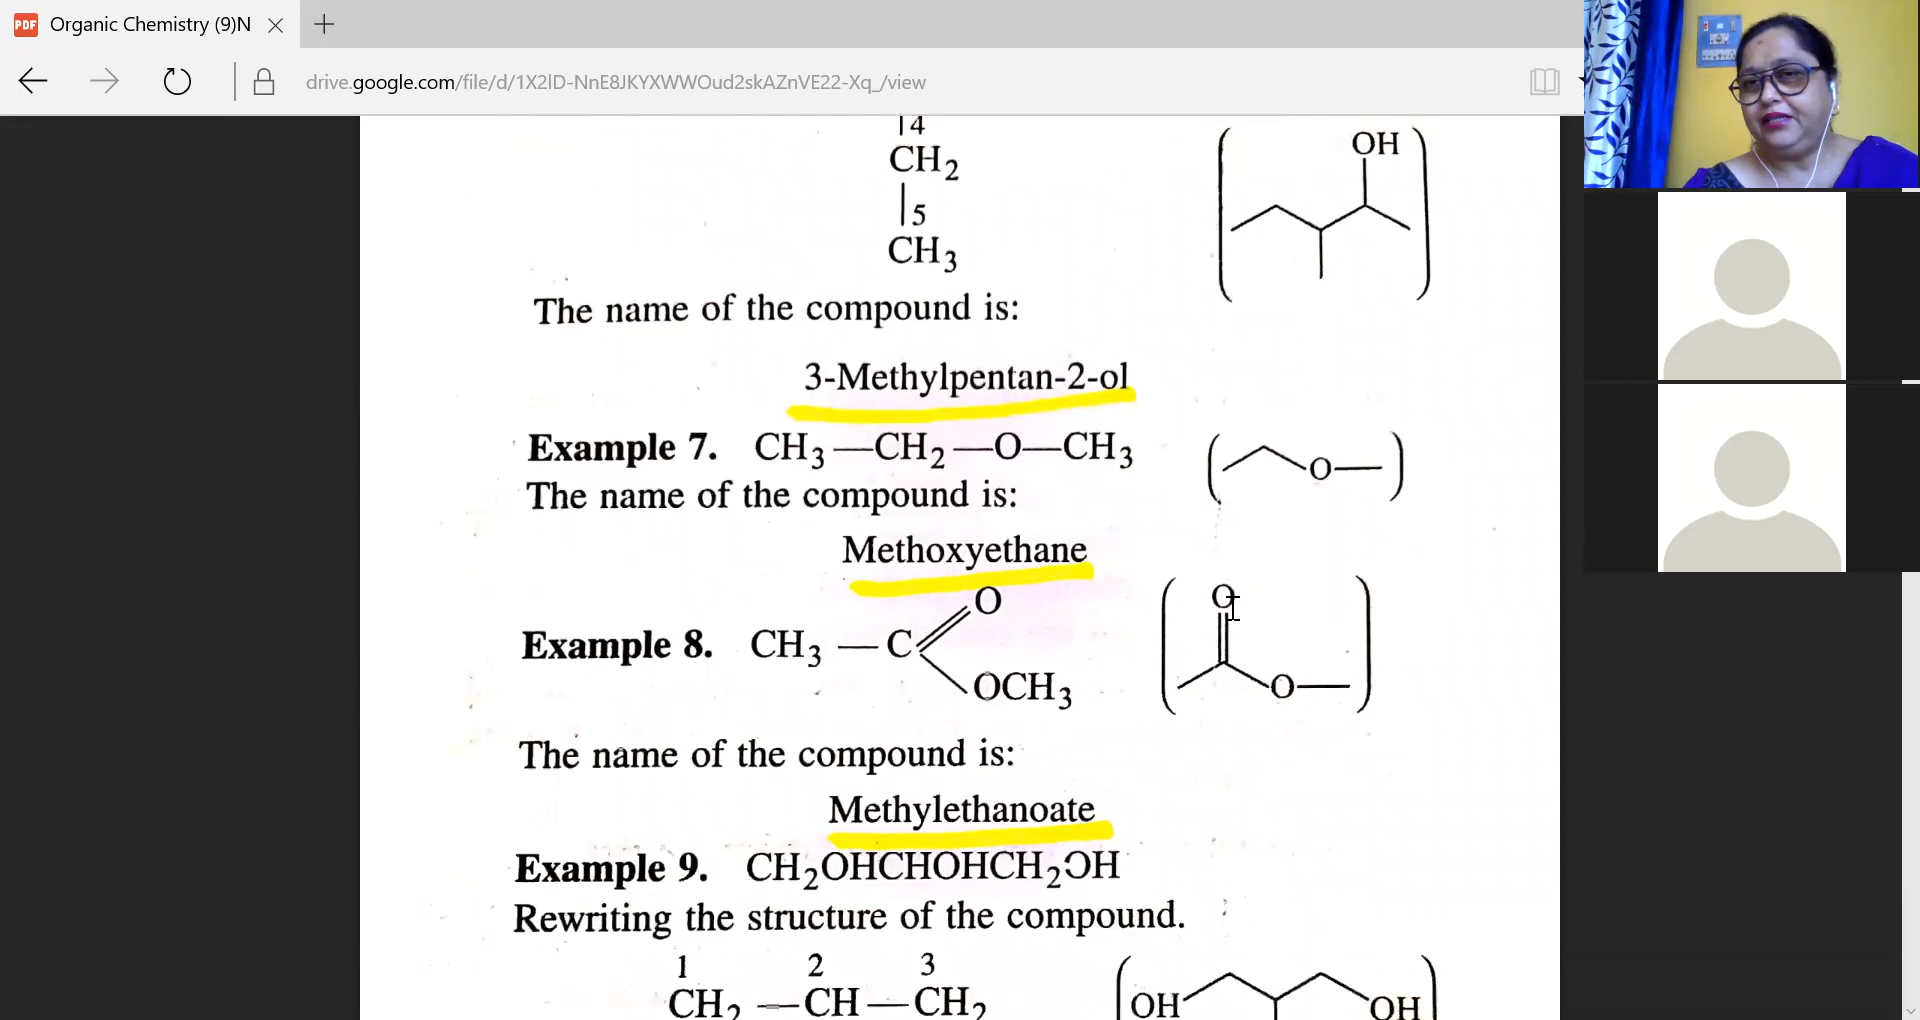 Organic Chemistry (9)N
drive.google.com/file/d/1X2lD-NnE8JKYXWWOud2skAZnVE22-Xq_/view
4
CH2
5
CH3
OH
The name of the compound is:
3-Methylpentan-2-ol
Example 7. CH3—CH2—O—CH3
O
The name of the compound is:
Methoxyethane
O
Example 8. CH3—C
OCH3
O
O
The name of the compound is:
Methylethanoate
Example 9. CH2OHCHOHCH2OH
Rewriting the structure of the compound.
1 2 3
CH2—CH—CH2
OH OH